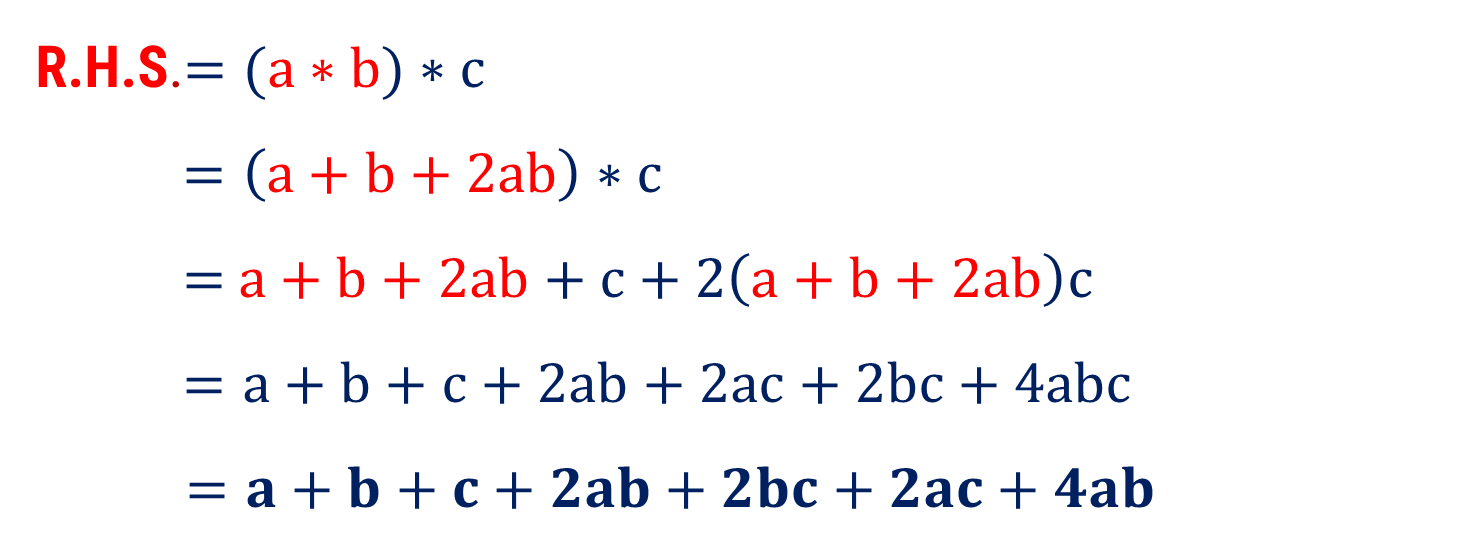 R.H.S.= (a ∗ b) ∗ c
= (a + b + 2ab) ∗ c
= a + b + 2ab + c + 2(a + b + 2ab)c
= a + b + c + 2ab + 2ac + 2bc + 4abc
= a + b + c + 2ab + 2bc + 2ac + 4ab